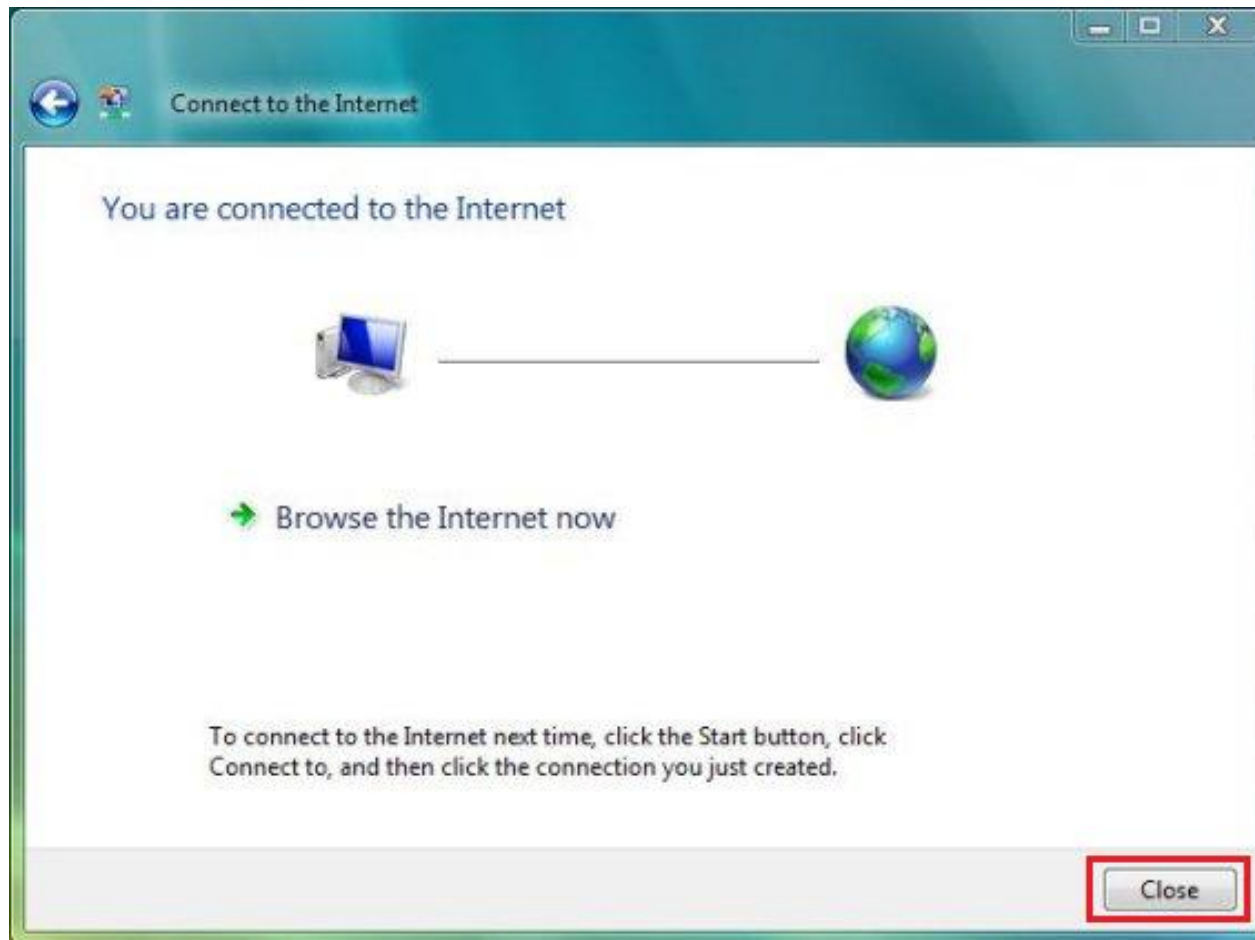 Connect to the Internet
You are connected to the Internet
Browse the Internet now
To connect to the Internet next time, click the Start button, click
Connect to, and then click the connection you just created.
Close